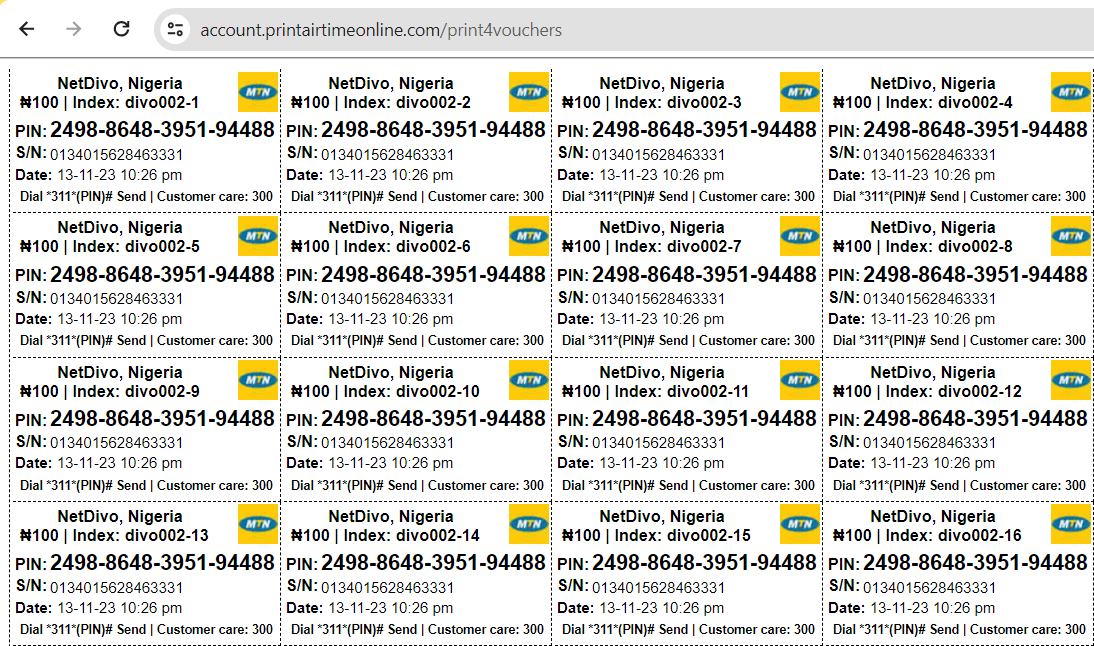 account.printairtimeonline.com/print4vouchers
NetDivo, Nigeria
₦100 | Index: divo002-1
MTN
PIN: 2498-8648-3951-94488
S/N: 0134015628463331
Date: 13-11-23 10:26 pm
Dial *311*(PIN)# Send | Customer care: 300
NetDivo, Nigeria
₦100 | Index: divo002-2
MTN
PIN: 2498-8648-3951-94488
S/N: 0134015628463331
Date: 13-11-23 10:26 pm
Dial *311*(PIN)# Send | Customer care: 300
NetDivo, Nigeria
₦100 | Index: divo002-3
MTN
PIN: 2498-8648-3951-94488
S/N: 0134015628463331
Date: 13-11-23 10:26 pm
Dial *311*(PIN)# Send | Customer care: 300
NetDivo, Nigeria
₦100 | Index: divo002-4
MTN
PIN: 2498-8648-3951-94488
S/N: 0134015628463331
Date: 13-11-23 10:26 pm
Dial *311*(PIN)# Send | Customer care: 300
NetDivo, Nigeria
₦100 | Index: divo002-5
MTN
PIN: 2498-8648-3951-94488
S/N: 0134015628463331
Date: 13-11-23 10:26 pm
Dial *311*(PIN)# Send | Customer care: 300
NetDivo, Nigeria
₦100 | Index: divo002-6
MTN
PIN: 2498-8648-3951-94488
S/N: 0134015628463331
Date: 13-11-23 10:26 pm
Dial *311*(PIN)# Send | Customer care: 300
NetDivo, Nigeria
₦100 | Index: divo002-7
MTN
PIN: 2498-8648-3951-94488
S/N: 0134015628463331
Date: 13-11-23 10:26 pm
Dial *311*(PIN)# Send | Customer care: 300
NetDivo, Nigeria
₦100 | Index: divo002-8
MTN
PIN: 2498-8648-3951-94488
S/N: 0134015628463331
Date: 13-11-23 10:26 pm
Dial *311*(PIN)# Send | Customer care: 300
NetDivo, Nigeria
₦100 | Index: divo002-9
MTN
PIN: 2498-8648-3951-94488
S/N: 0134015628463331
Date: 13-11-23 10:26 pm
Dial *311*(PIN)# Send | Customer care: 300
NetDivo, Nigeria
₦100 | Index: divo002-10
MTN
PIN: 2498-8648-3951-94488
S/N: 0134015628463331
Date: 13-11-23 10:26 pm
Dial *311*(PIN)# Send | Customer care: 300
NetDivo, Nigeria
₦100 | Index: divo002-11
MTN
PIN: 2498-8648-3951-94488
S/N: 0134015628463331
Date: 13-11-23 10:26 pm
Dial *311*(PIN)# Send | Customer care: 300
NetDivo, Nigeria
₦100 | Index: divo002-12
MTN
PIN: 2498-8648-3951-94488
S/N: 0134015628463331
Date: 13-11-23 10:26 pm
Dial *311*(PIN)# Send | Customer care: 300
NetDivo, Nigeria
₦100 | Index: divo002-13
MTN
PIN: 2498-8648-3951-94488
S/N: 0134015628463331
Date: 13-11-23 10:26 pm
Dial *311*(PIN)# Send | Customer care: 300
NetDivo, Nigeria
₦100 | Index: divo002-14
MTN
PIN: 2498-8648-3951-94488
S/N: 0134015628463331
Date: 13-11-23 10:26 pm
Dial *311*(PIN)# Send | Customer care: 300
NetDivo, Nigeria
₦100 | Index: divo002-15
MTN
PIN: 2498-8648-3951-94488
S/N: 0134015628463331
Date: 13-11-23 10:26 pm
Dial *311*(PIN)# Send | Customer care: 300
NetDivo, Nigeria
₦100 | Index: divo002-16
MTN
PIN: 2498-8648-3951-94488
S/N: 0134015628463331
Date: 13-11-23 10:26 pm
Dial *311*(PIN)# Send | Customer care: 300